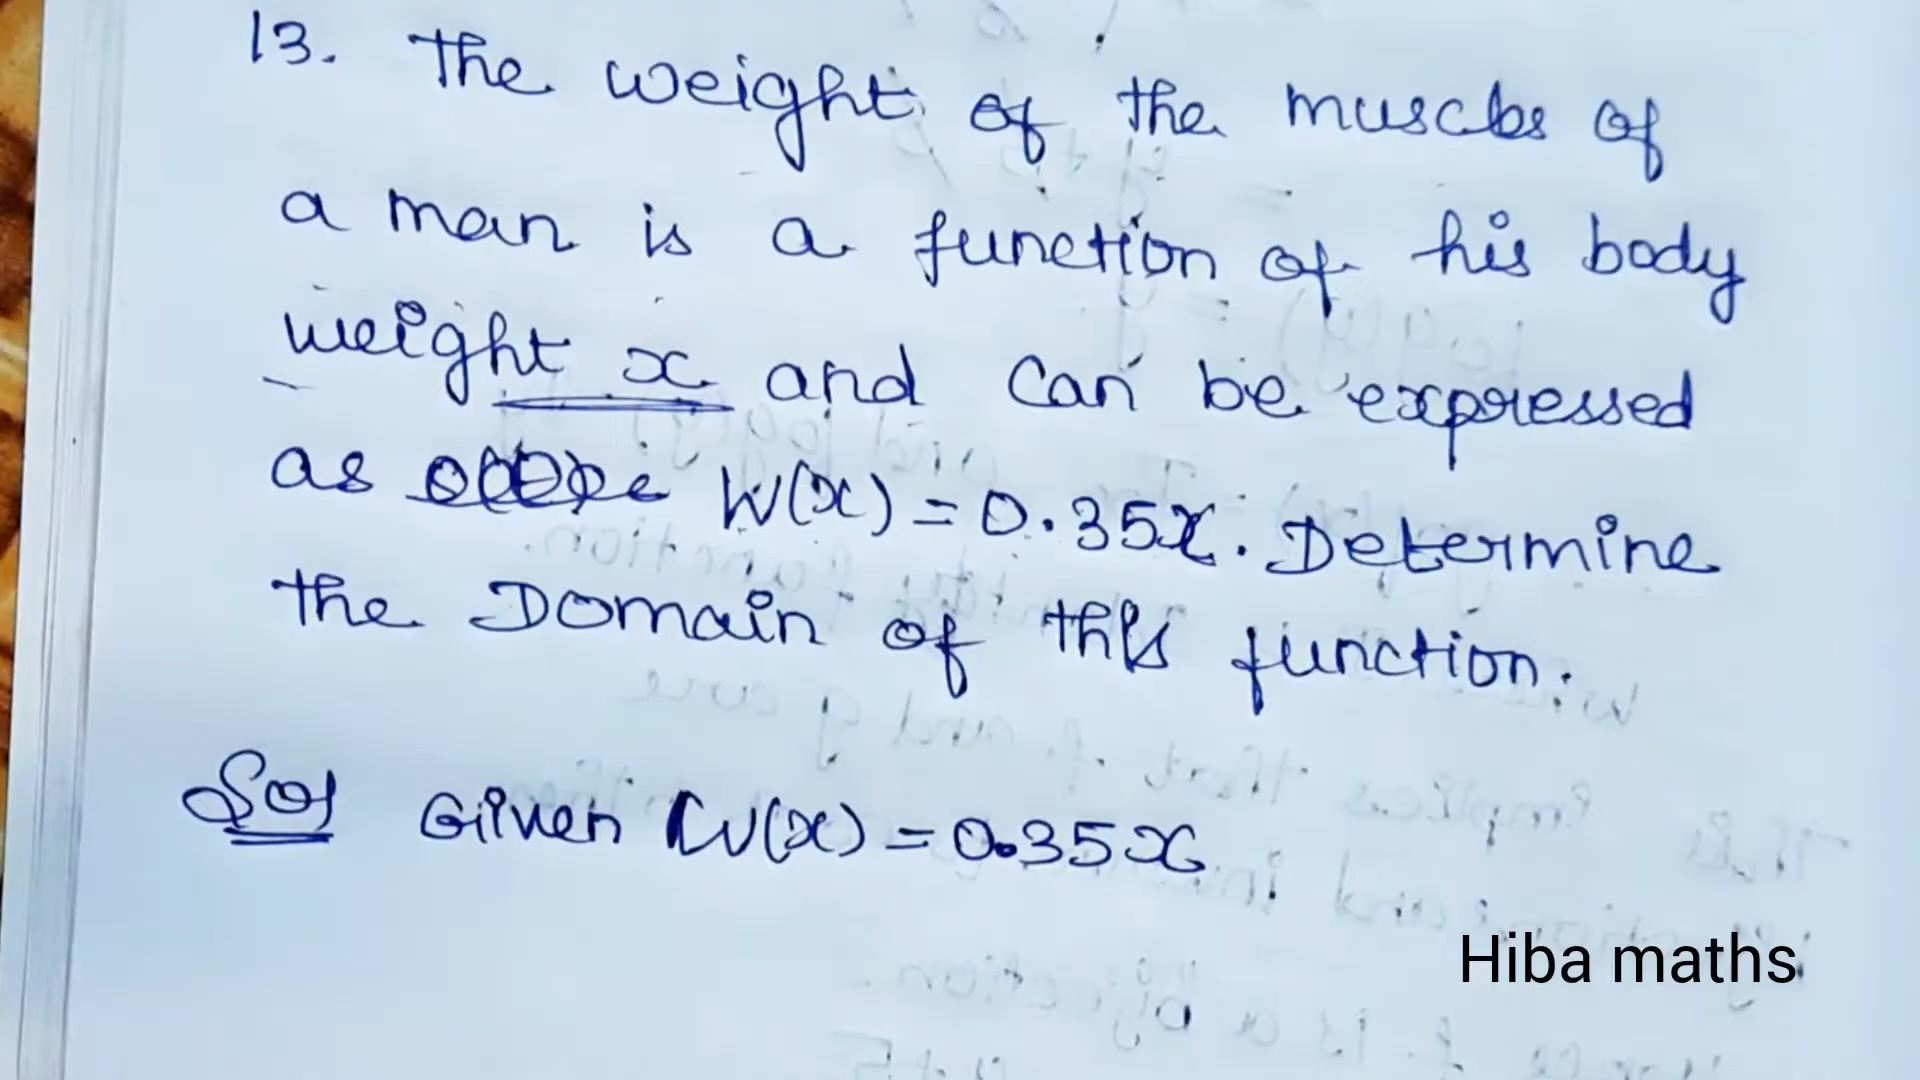 13. The weight of the muscles of
a man is a function of his body
weight x and can be expressed
as W(x) = 0.35x. Determine
the Domain of this function.
Sol Given W(x) = 0.35x
Hiba maths